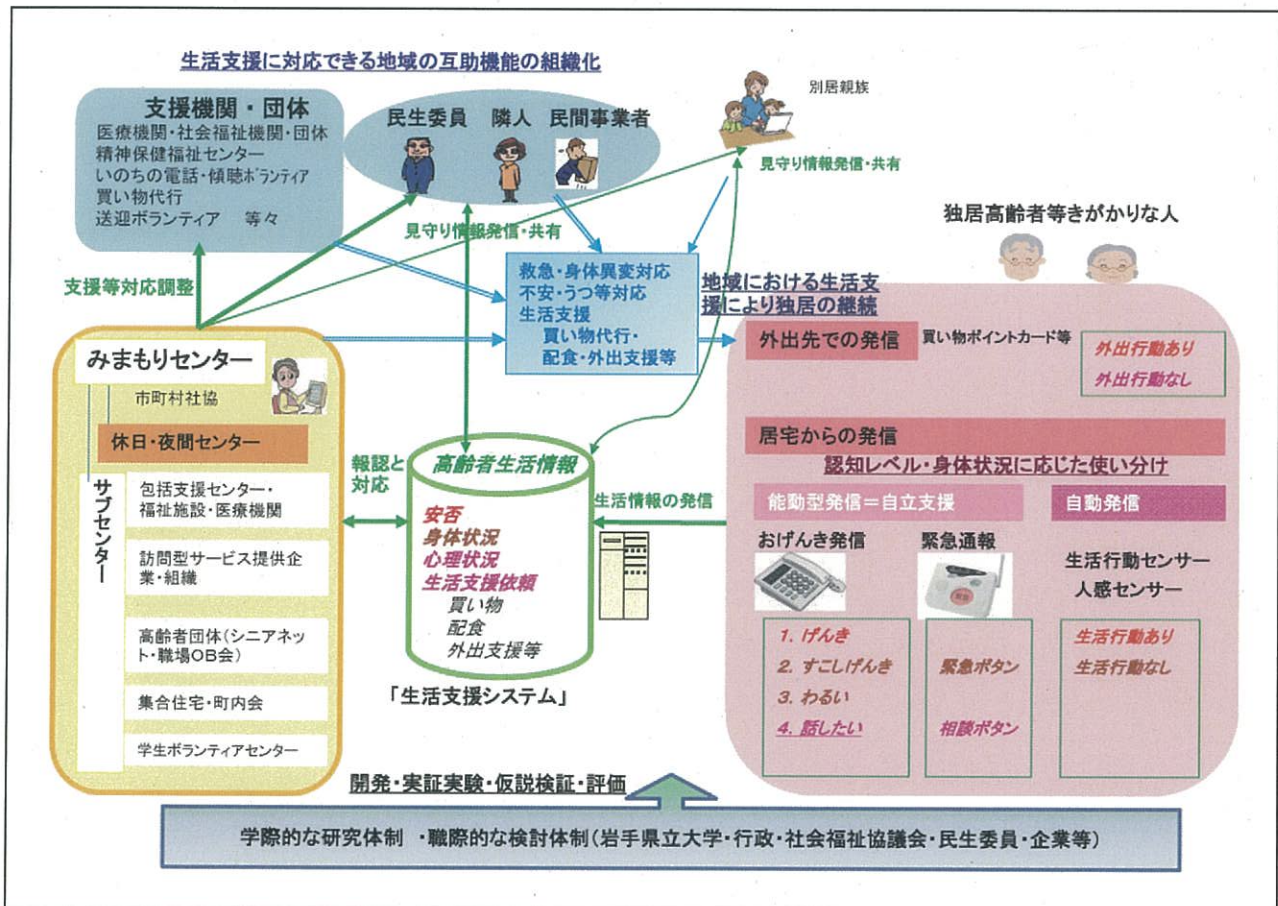 生活支援に対応できる地域の互助機能の組織化
支援機関・団体
医療機関・社会福祉機関・団体
精神保健福祉センター
いのちの電話・傾聴ボランティア
買い物代行
送迎ボランティア　等々
民生委員　隣人　民間事業者
別居親族
見守り情報発信・共有
見守り情報発信・共有
独居高齢者等きがかりな人
支援等対応調整
救急・身体異変対応
不安・うつ等対応
生活支援
買い物代行・
配食・外出支援等
地域における生活支
援により独居の継続
みまもりセンター
市町村社協
休日・夜間センター
サブセンター
包括支援センター・
福祉施設・医療機関
訪問型サービス提供企
業・組織
高齢者団体（シニアネッ
ト・職場OB会）
集合住宅・町内会
学生ボランティアセンター
報認と
対応
高齢者生活情報
安否
身体状況
心理状況
生活支援依頼
買い物
配食
外出支援等
「生活支援システム」
生活情報の発信
外出先での発信
買い物ポイントカード等
外出行動あり
外出行動なし
居宅からの発信
認知レベル・身体状況に応じた使い分け
能動型発信＝自立支援
自動発信
おげんき発信
緊急通報
生活行動センサー
人感センサー
1. げんき
2. すこしげんき
3. わるい
4. 話したい
緊急ボタン
相談ボタン
生活行動あり
生活行動なし
開発・実証実験・仮説検証・評価
学際的な研究体制　・職際的な検討体制（岩手県立大学・行政・社会福祉協議会・民生委員・企業等）